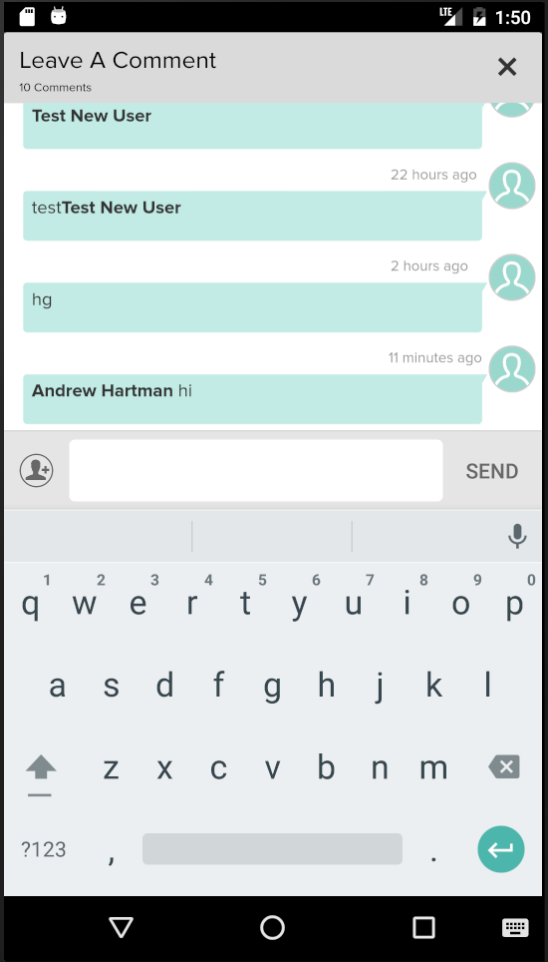 LTE 1:50
Leave A Comment
10 Comments
Test New User
22 hours ago
testTest New User
2 hours ago
hg
11 minutes ago
Andrew Hartman hi
SEND
1 2 3 4 5 6 7 8 9 0
q w e r t y u i o p
a s d f g h j k l
z x c v b n m
?123 , .